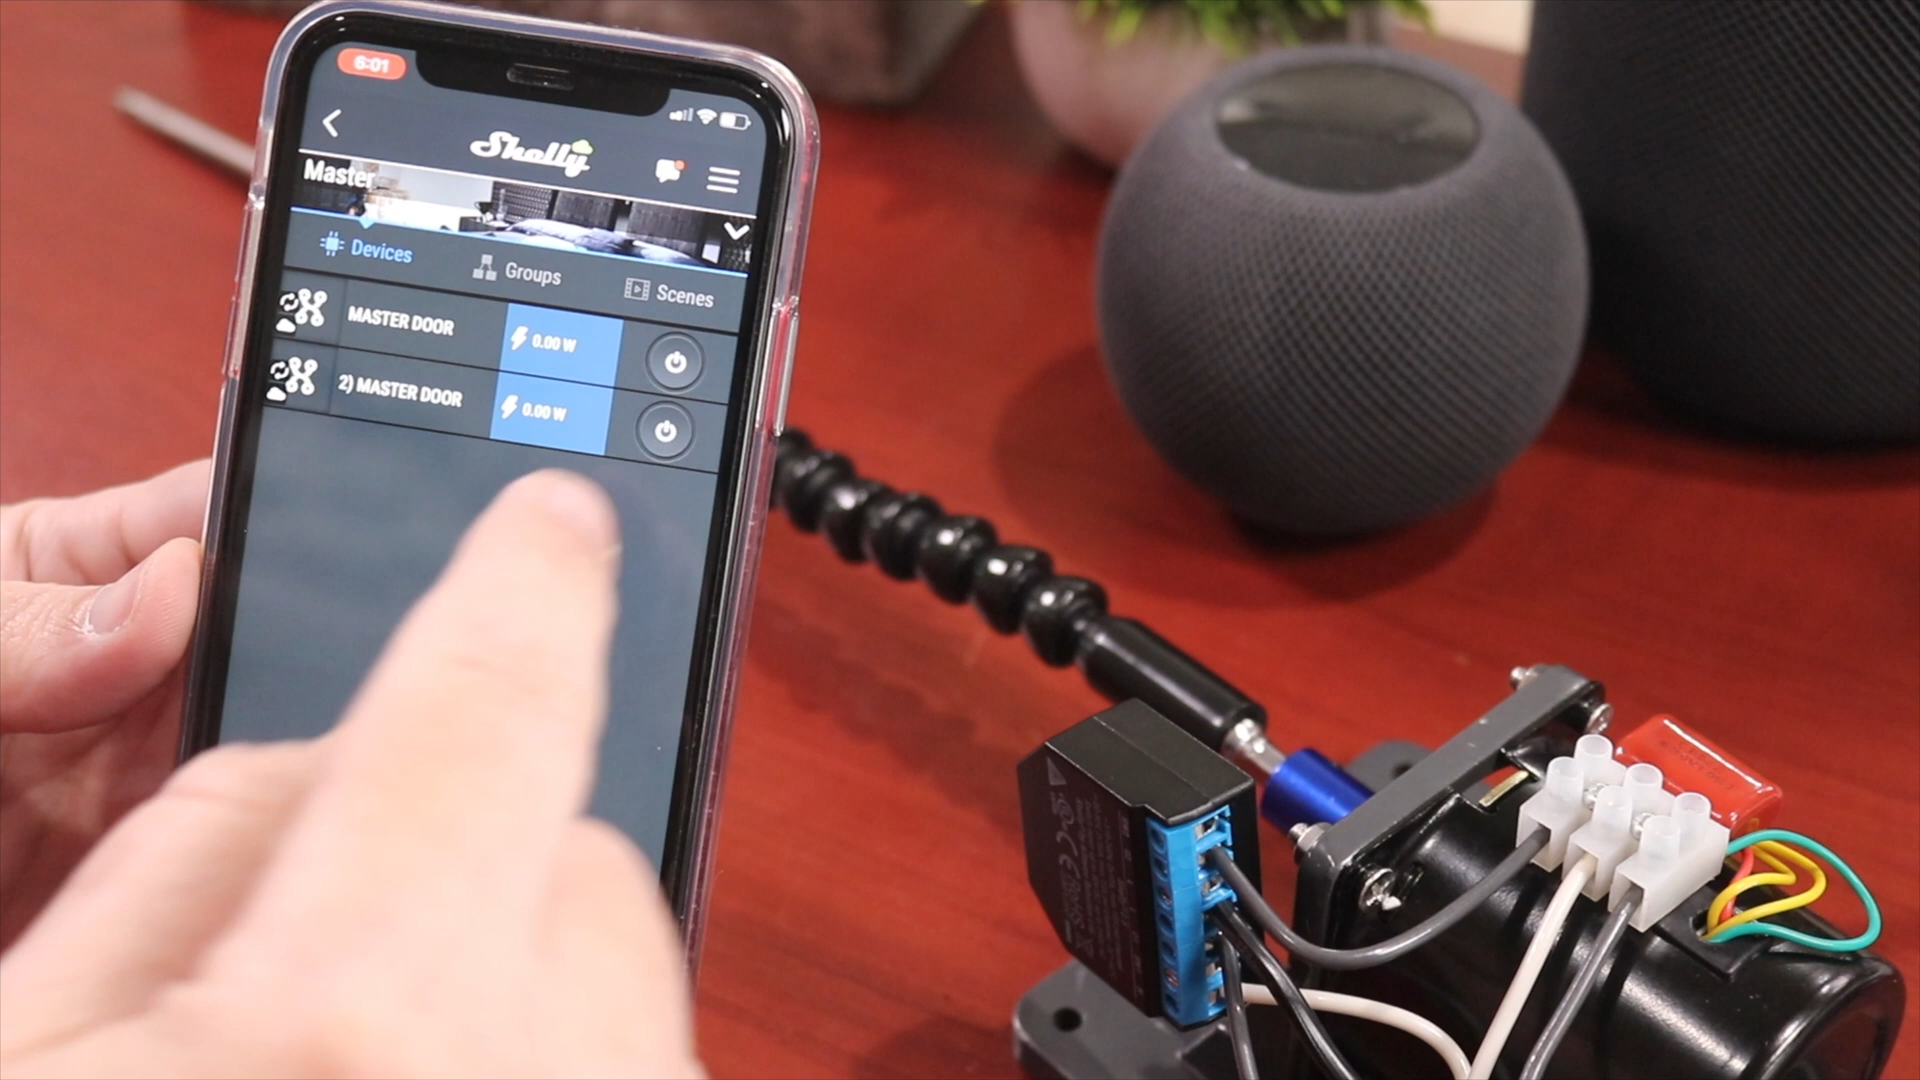 6:01
Shelly
Master
Devices
Groups
Scenes
MASTER DOOR
0.00 W
2) MASTER DOOR
0.00 W